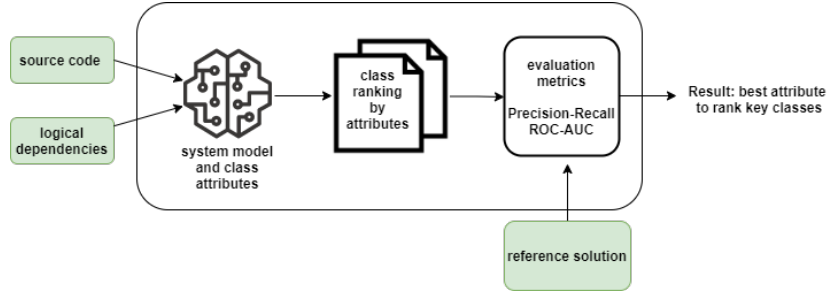 source code
logical
dependencies
system model
and class
attributes
class
ranking
by
attributes
evaluation
metrics
Precision-Recall
ROC-AUC
Result: best attribute
to rank key classes
reference solution